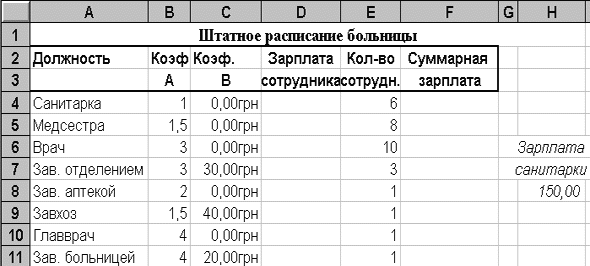 A B C D E F G H
1 Штатное расписание больницы
2 Должность Коэф Коэф. Зарплата Кол-во Суммарная
3 A B сотрудника сотрудн. зарплата
4 Санитарка 1 0,00грн 6
5 Медсестра 1,5 0,00грн 8
6 Врач 3 0,00грн 10 Зарплата
7 Зав. отделением 3 30,00грн 3 санитарки
8 Зав. аптекой 2 0,00грн 1 150,00
9 Завхоз 1,5 40,00грн 1
10 Главврач 4 0,00грн 1
11 Зав. больницей 4 20,00грн 1